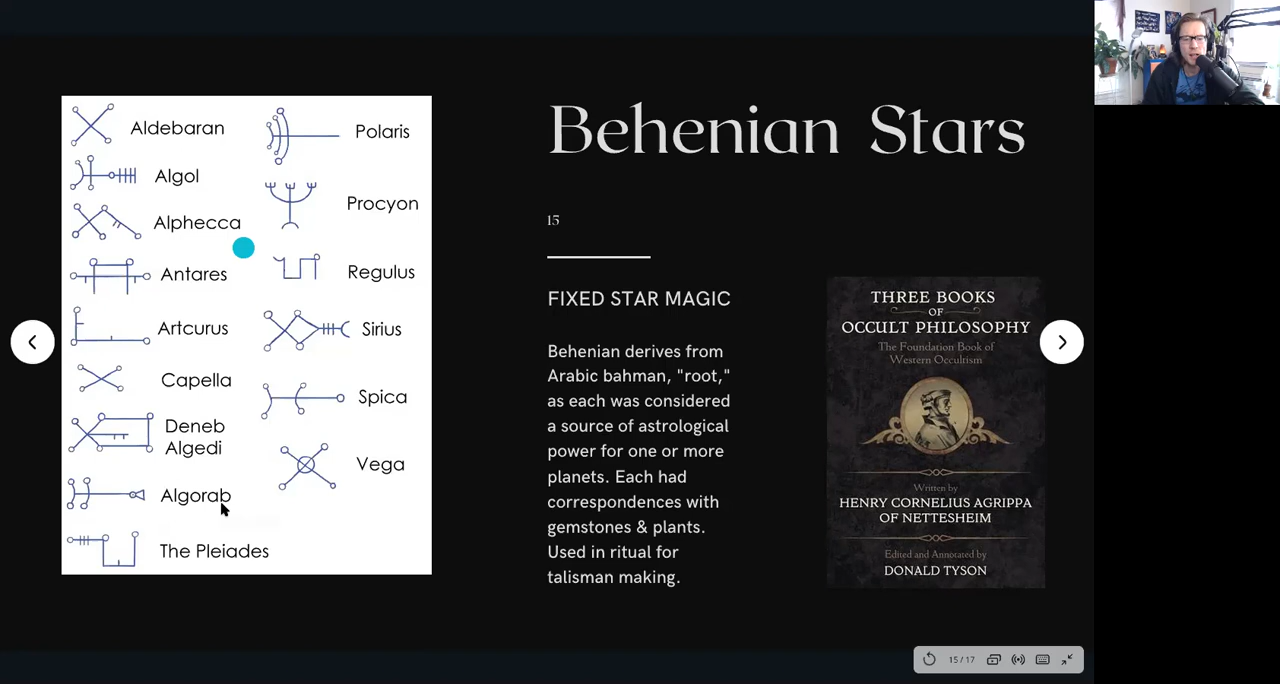 Aldebaran
Algol
Alphecca
Antares
Artcurus
Capella
Deneb
Algedi
Algorab
The Pleiades
Polaris
Procyon
Regulus
Sirius
Spica
Vega
Behenian Stars
15
FIXED STAR MAGIC
Behenian derives from
Arabic bahman, "root,"
as each was considered
a source of astrological
power for one or more
planets. Each had
correspondences with
gemstones & plants.
Used in ritual for
talisman making.
THREE BOOKS
OF
OCCULT PHILOSOPHY
The Foundation Book of
Western Occultism
Written by
HENRY CORNELIUS AGRIPPA
OF NETTESHEIM
Edited and Annotated by
DONALD TYSON
15 / 17